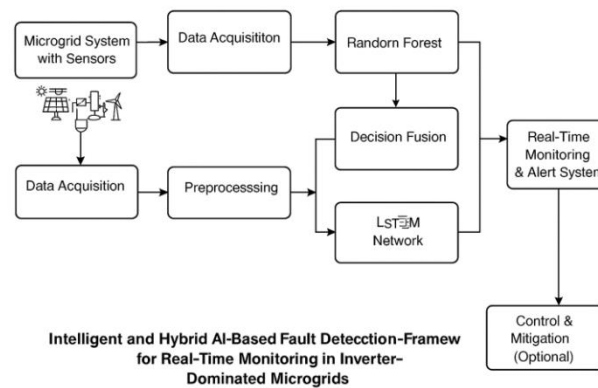 Microgrid System
with Sensors
Data Acquisititon
Randorn Forest
Decision Fusion
Data Acquisition
Preprocesssing
Network
Real-Time
Monitoring
& Alert System
Control &
Mitigation
(Optional)
Intelligent and Hybrid AI-Based Fault Detecction-Framew
for Real-Time Monitoring in Inverter–
Dominated Microgrids